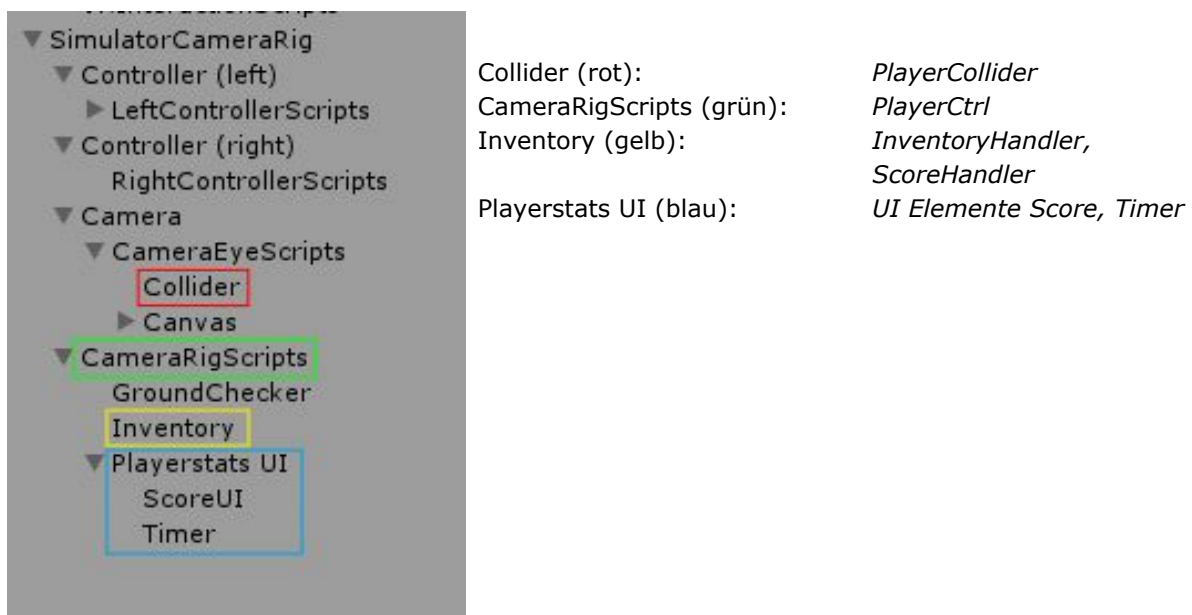 SimulatorCameraRig
Controller (left)
LeftControllerScripts
Controller (right)
RightControllerScripts
Camera
CameraEyeScripts
Collider
Canvas
CameraRigScripts
GroundChecker
Inventory
Playerstats UI
ScoreUI
Timer
Collider (rot): PlayerCollider
CameraRigScripts (grün): PlayerCtrl
Inventory (gelb): InventoryHandler,
ScoreHandler
Playerstats UI (blau): UI Elemente Score, Timer